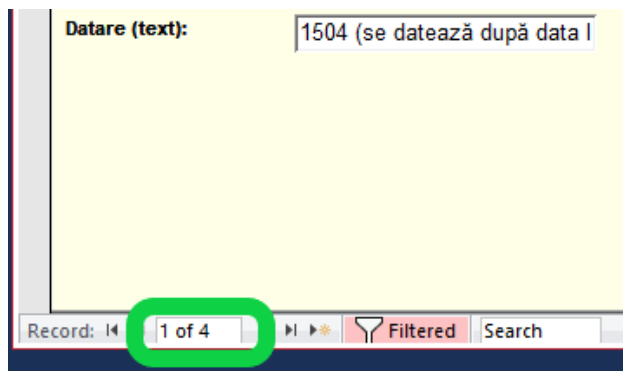 Datare (text): 1504 (se datează după data l
Record: 1 of 4 Filtered Search